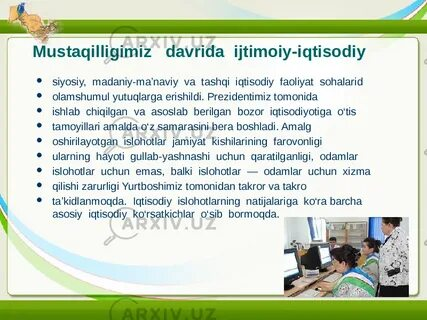 ARXIV.UZ
Mustaqilligimiz davrida ijtimoiy-iqtisodiy
siyosiy, madaniy-ma'naviy va tashqi iqtisodiy faoliyat sohalarid
olamshumul yutuqlarga erishildi. Prezidentimiz tomonida
ishlab chiqilgan va asoslab berilgan bozor iqtisodiyotiga o'tis
tamoyillari amalda o'z samarasini bera boshladi. Amalg
oshirilayotgan islohotlar jamiyat kishilarining farovonligi
ularning hayoti gullab-yashnashi uchun qaratilganligi, odamlar
islohotlar uchun emas, balki islohotlar — odamlar uchun xizma
qilishi zarurligi Yurtboshimiz tomonidan takror va takro
ta'kidlanmoqda. Iqtisodiy islohotlarning natijalariga ko'ra barcha
asosiy iqtisodiy ko'rsatkichlar o'sib bormoqda.
ARXIV.UZ